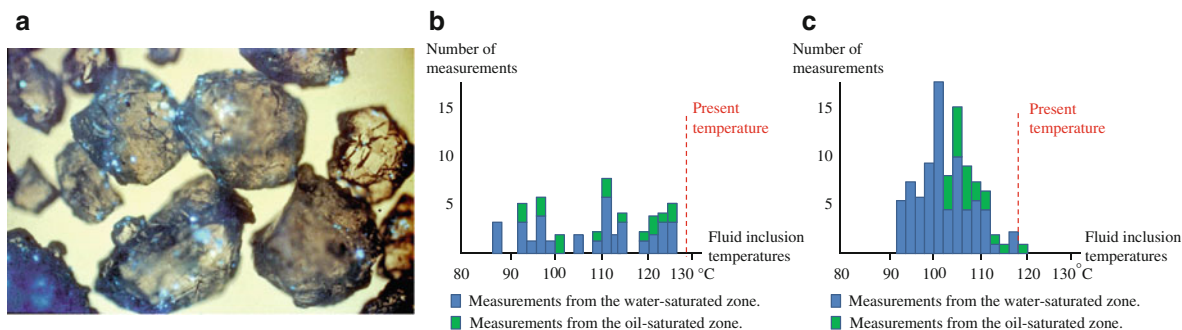 a
b
Number of
measurements
15
10
5
Present
temperature
Fluid inclusion
temperatures
80 90 100 110 120 130 °C
Measurements from the water-saturated zone.
Measurements from the oil-saturated zone.
c
Number of
measurements
15
10
5
Present
temperature
Fluid inclusion
temperatures
80 90 100 110 120 130 °C
Measurements from the water-saturated zone.
Measurements from the oil-saturated zone.